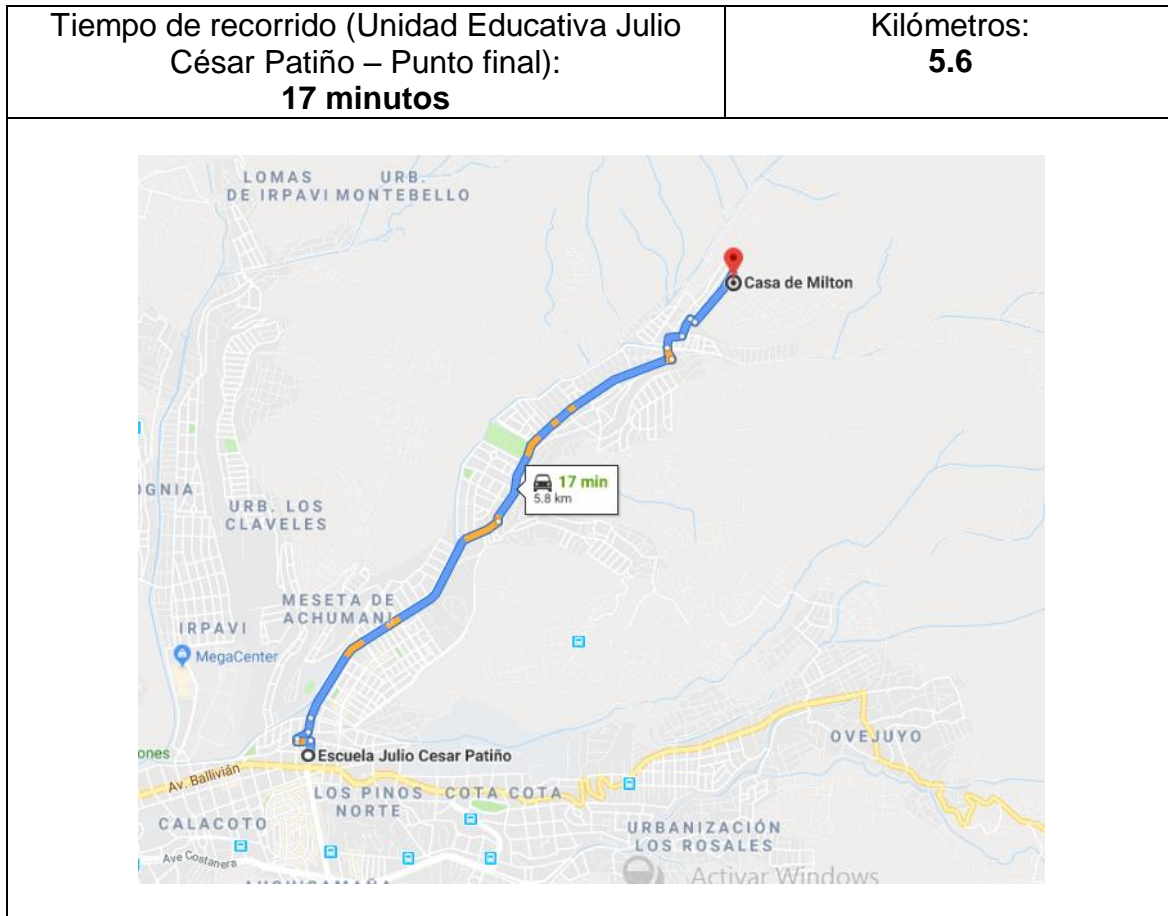 Tiempo de recorrido (Unidad Educativa Julio
César Patiño – Punto final):
17 minutos
Kilómetros:
5.6
LOMAS
DE IRPAVI
URB.
MONTEBELLO
Casa de Milton
17 min
5.8 km
OGNIA
URB. LOS
CLAVELES
MESETA DE
ACHUMANI
IRPAVI
MegaCenter
Escuela Julio Cesar Patiño
ones
Av. Ballivián
OVEJUYO
LOS PINOS
NORTE
COTA COTA
CALACOTO
URBANIZACIÓN
LOS ROSALES
Ave Costanera
Activar Windows